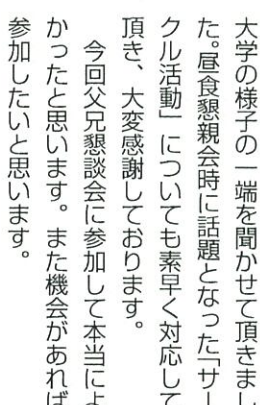 大学の様子の一端を聞かせて頂きまし
た。昼食懇親会時に話題となった「サー
クル活動」についても素早く対応して
頂き、大変感謝しております。
　今回父兄懇談会に参加して本当によ
かったと思います。また機会があれば
参加したいと思います。